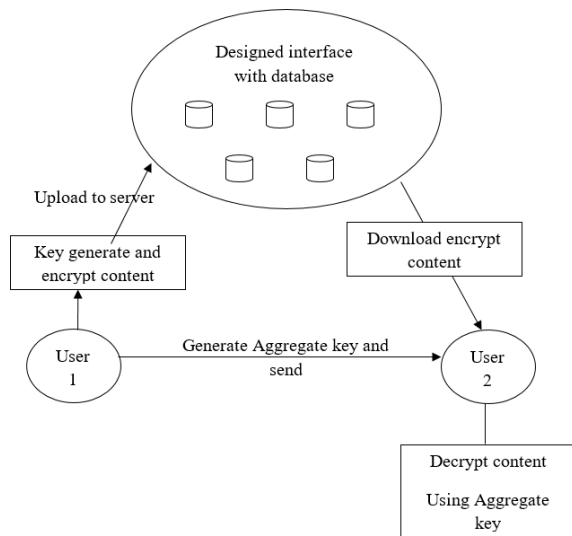 Designed interface
with database
Upload to server
Key generate and
encrypt content
Download encrypt
content
User
1
Generate Aggregate key and
send
User
2
Decrypt content
Using Aggregate
key